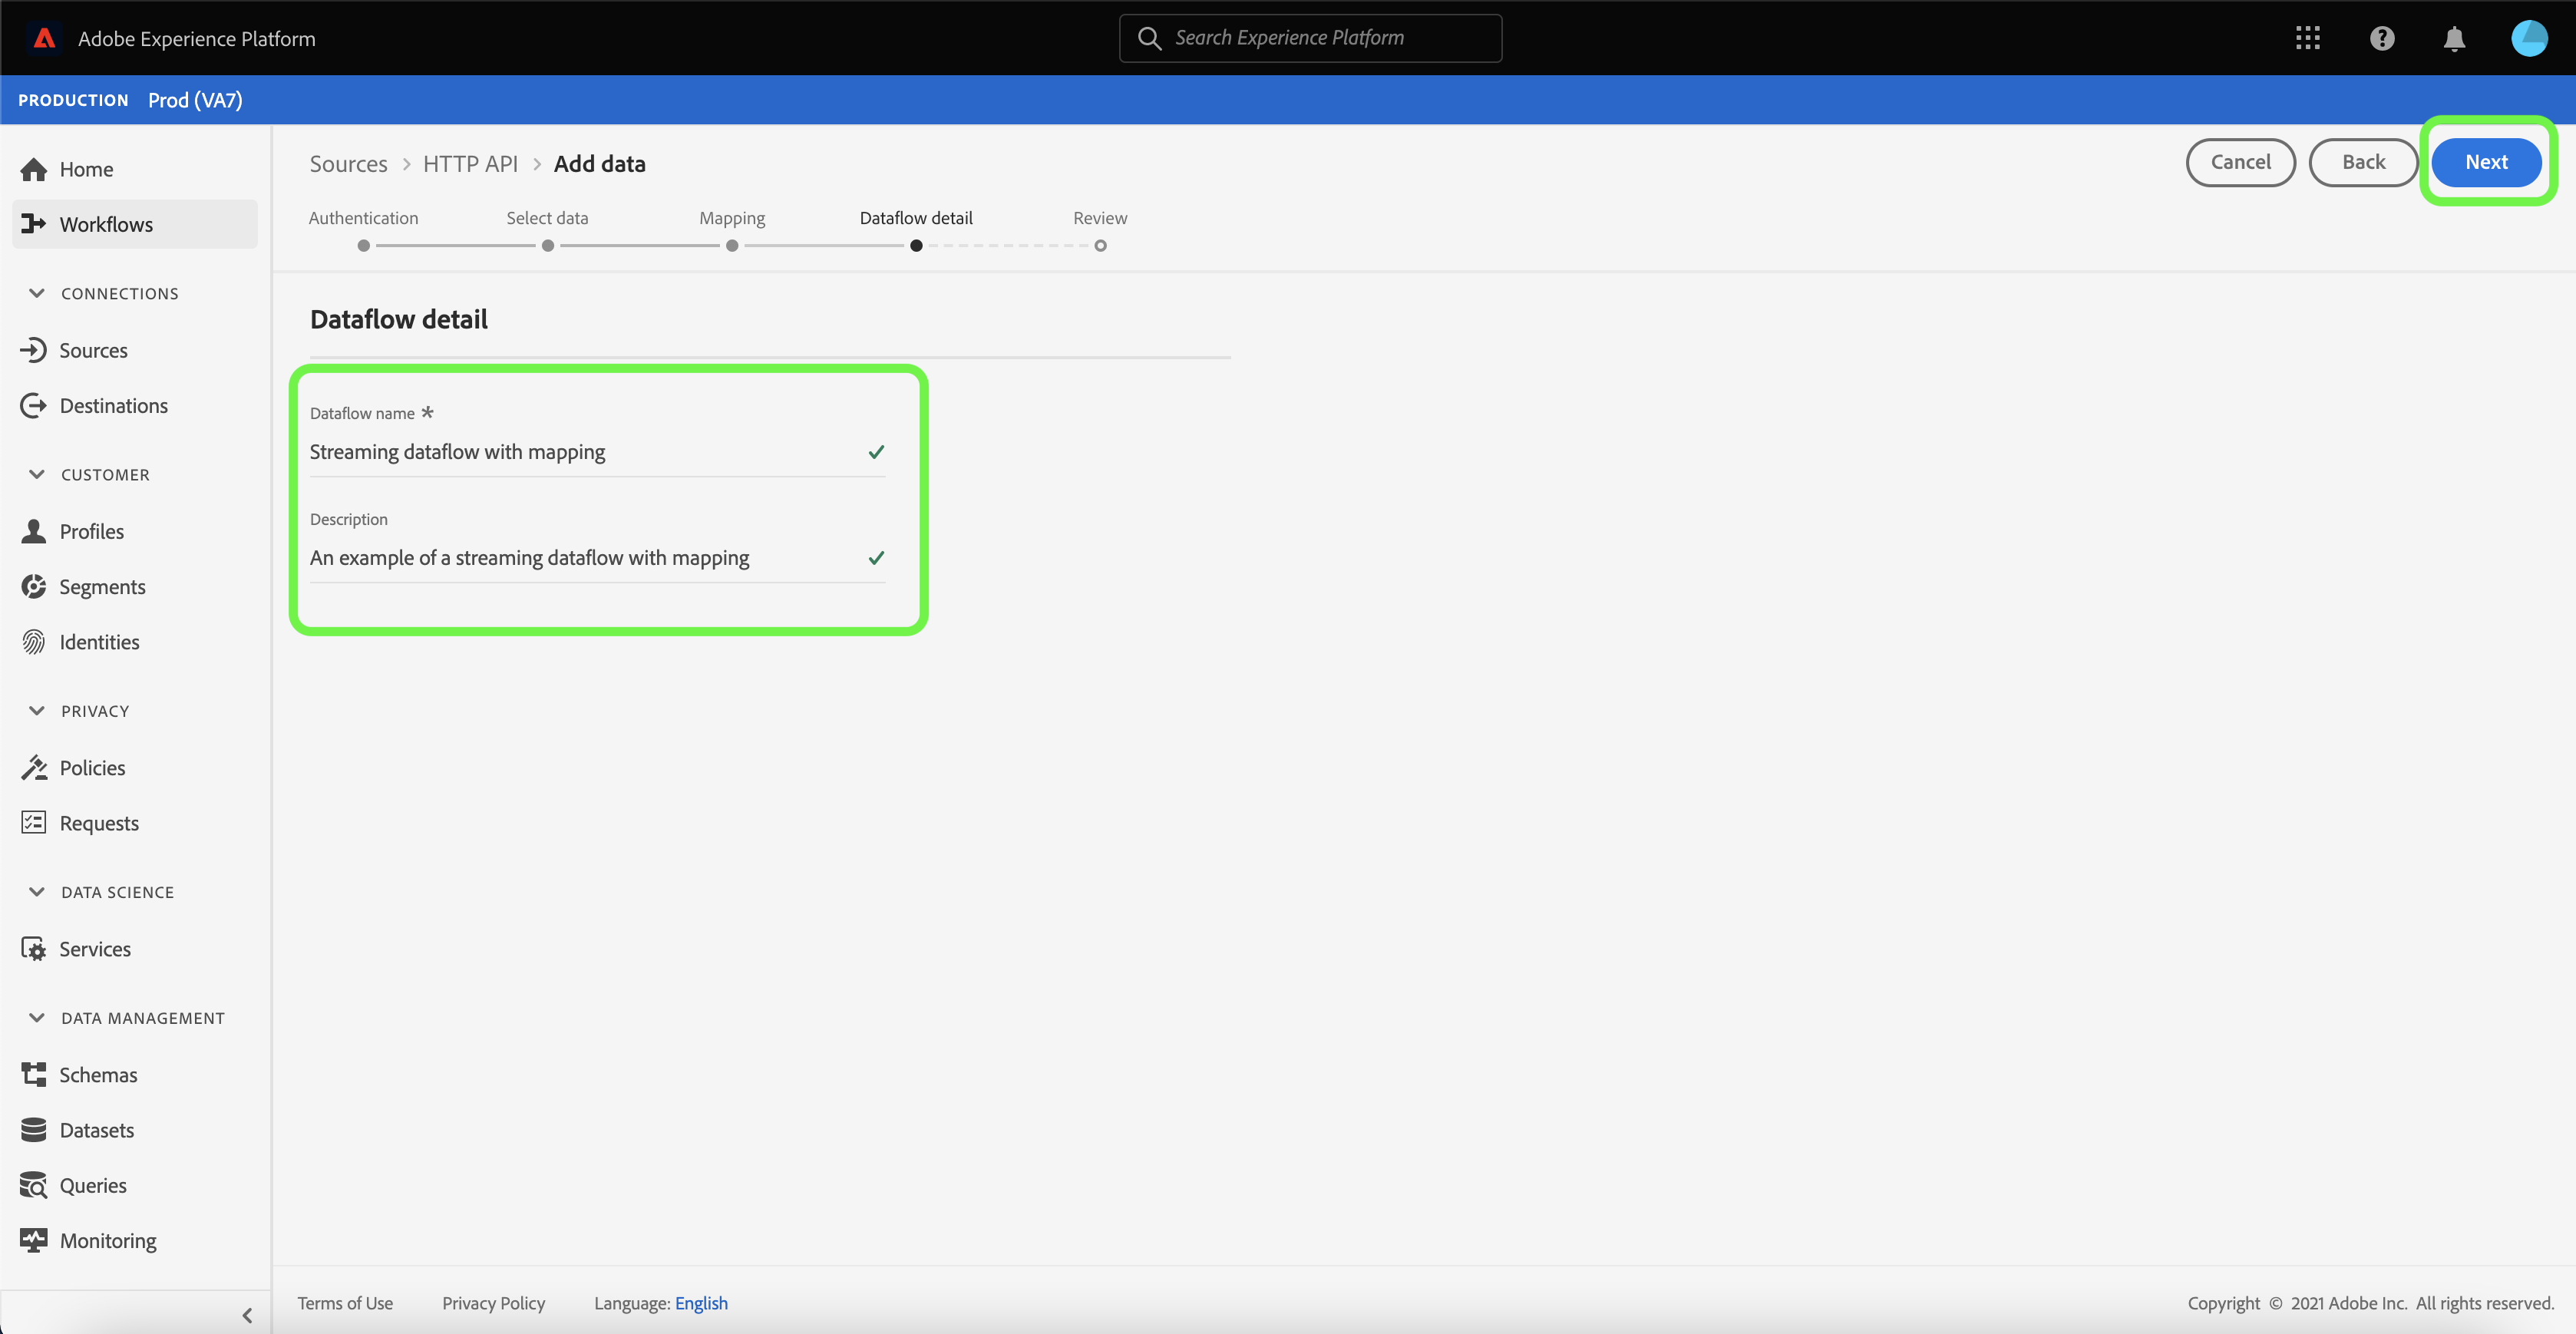 Adobe Experience Platform
Search Experience Platform
PRODUCTION Prod (VA7)
Home
Workflows
CONNECTIONS
Sources
Destinations
CUSTOMER
Profiles
Segments
Identities
PRIVACY
Policies
Requests
DATA SCIENCE
Services
DATA MANAGEMENT
Schemas
Datasets
Queries
Monitoring
Sources > HTTP API > Add data
Cancel Back Next
Authentication Select data Mapping Dataflow detail Review
Dataflow detail
Dataflow name *
Streaming dataflow with mapping
Description
An example of a streaming dataflow with mapping
Terms of Use Privacy Policy Language: English
Copyright © 2021 Adobe Inc. All rights reserved.